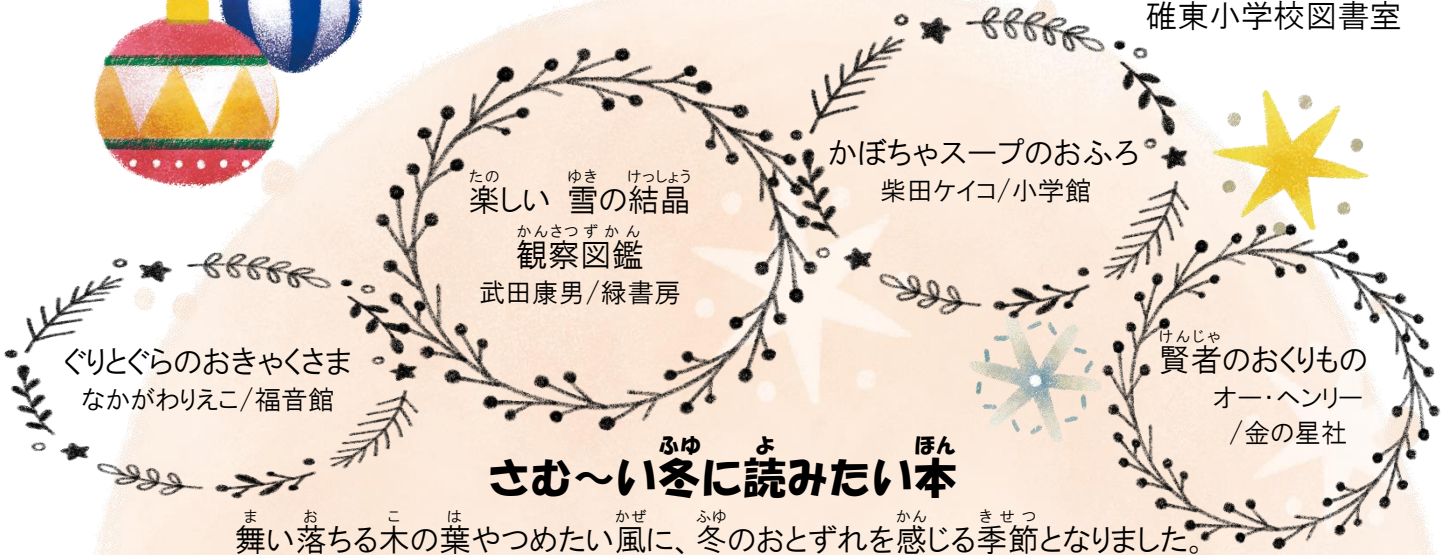 碓東小学校図書室
かぼちゃスープのおふろ
柴田ケイコ/小学館
たの ゆき けっしょう
楽しい 雪の結晶
かんさつずかん
観察図鑑
武田康男/緑書房
ぐりとぐらのおきゃくさま
なかがわりえこ/福音館
けんじゃ
賢者のおくりもの
オー・ヘンリー
/金の星社
ふゆ よ ほん
さむ～い冬に読みたい本
ま お こ は かぜ ふゆ かん きせつ
舞い落ちる木の葉やつめたい風に、冬のおとずれを感じる季節となりました。